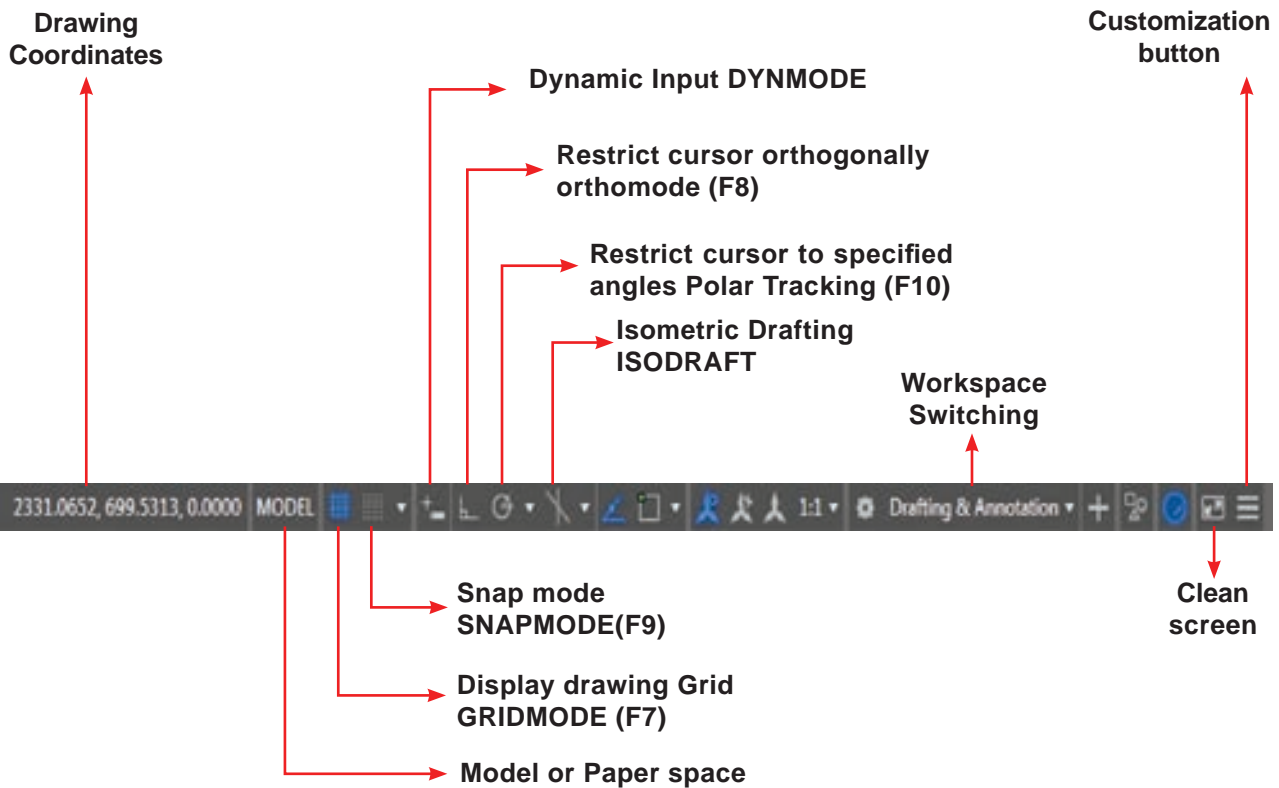 Drawing
Coordinates
Customization
button
Dynamic Input DYNMODE
Restrict cursor orthogonally
orthomode (F8)
Restrict cursor to specified
angles Polar Tracking (F10)
Isometric Drafting
ISODRAFT
Workspace
Switching
2331.0652, 699.5313, 0.0000 MODEL 1:1 Drafting & Annotation
Snap mode
SNAPMODE(F9)
Clean
screen
Display drawing Grid
GRIDMODE (F7)
Model or Paper space